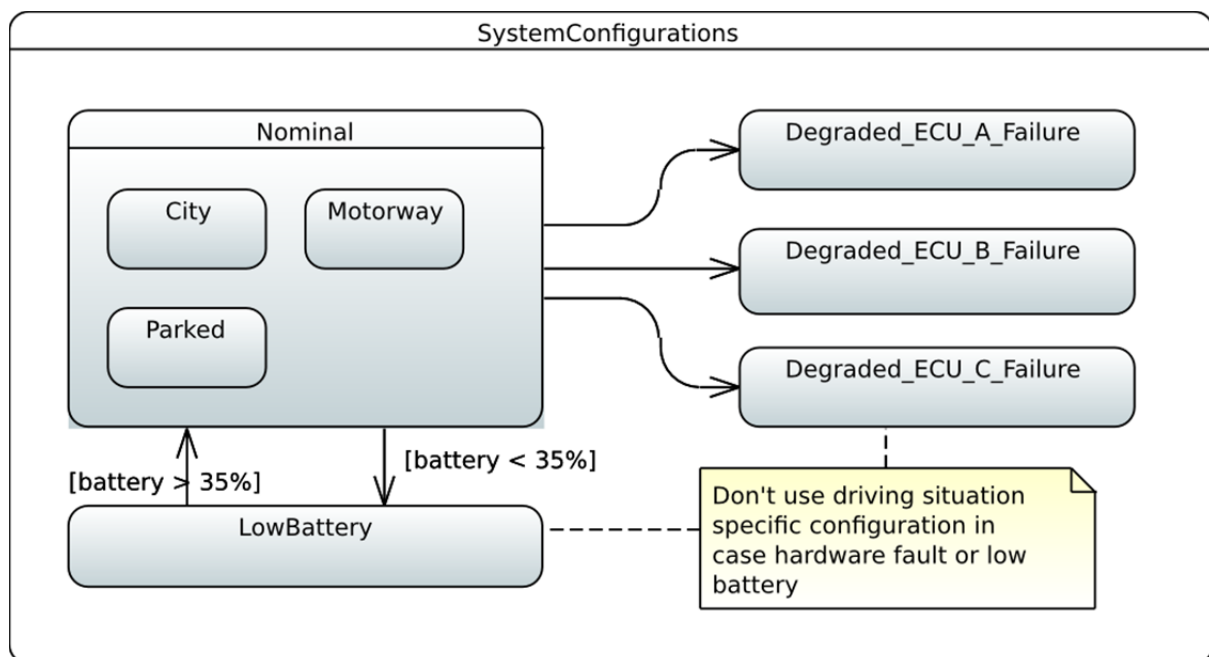 SystemConfigurations
Nominal
City
Motorway
Parked
Degraded_ECU_A_Failure
Degraded_ECU_B_Failure
Degraded_ECU_C_Failure
[battery > 35%]
[battery < 35%]
LowBattery
Don't use driving situation
specific configuration in
case hardware fault or low
battery